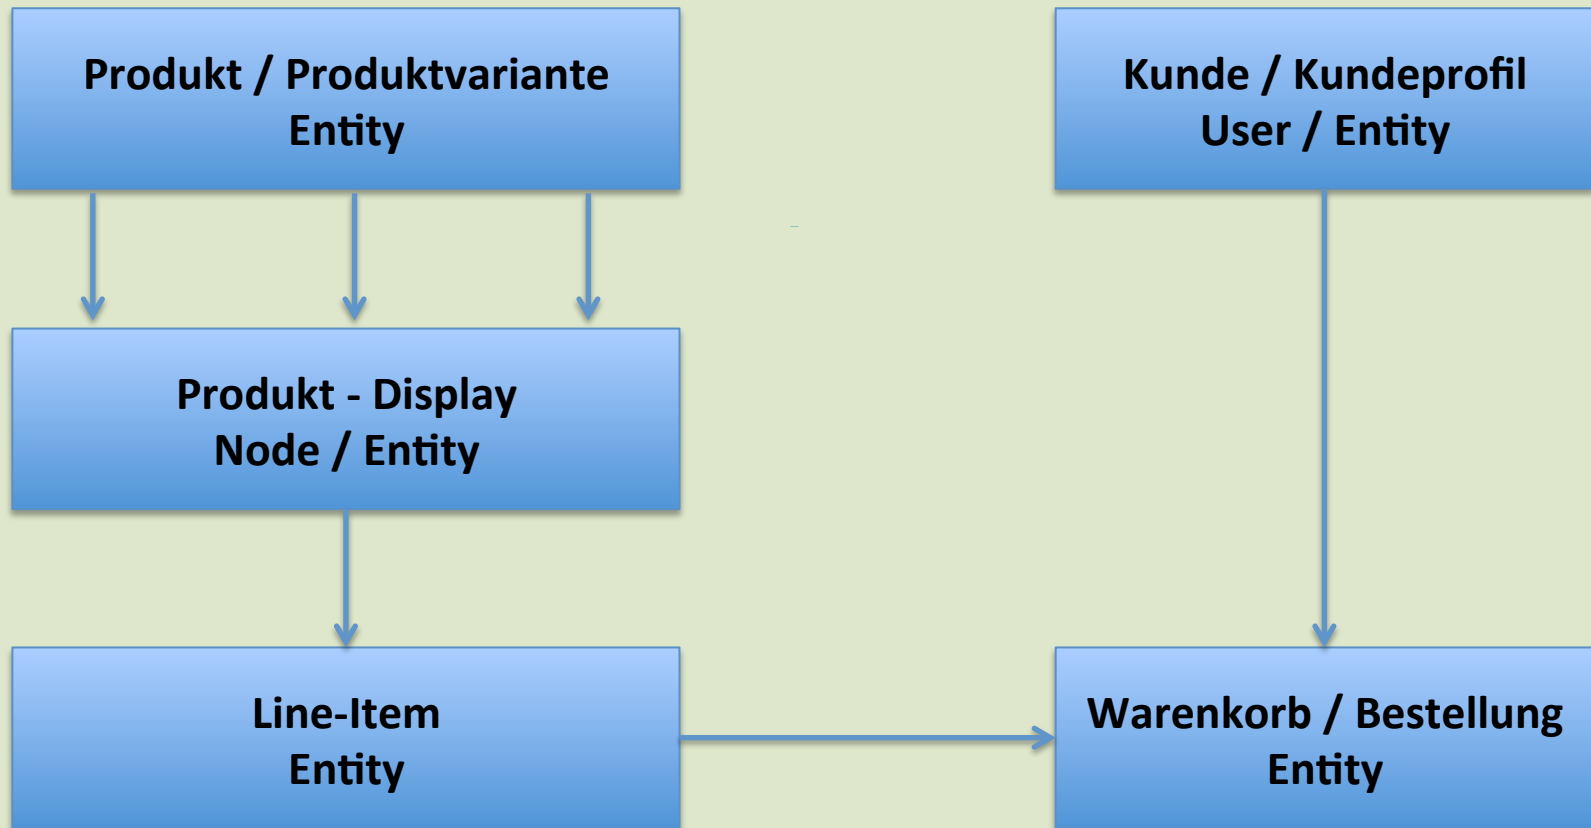 Produkt / Produktvariante
Entity
Kunde / Kundeprofil
User / Entity
Produkt - Display
Node / Entity
Line-Item
Entity
Warenkorb / Bestellung
Entity